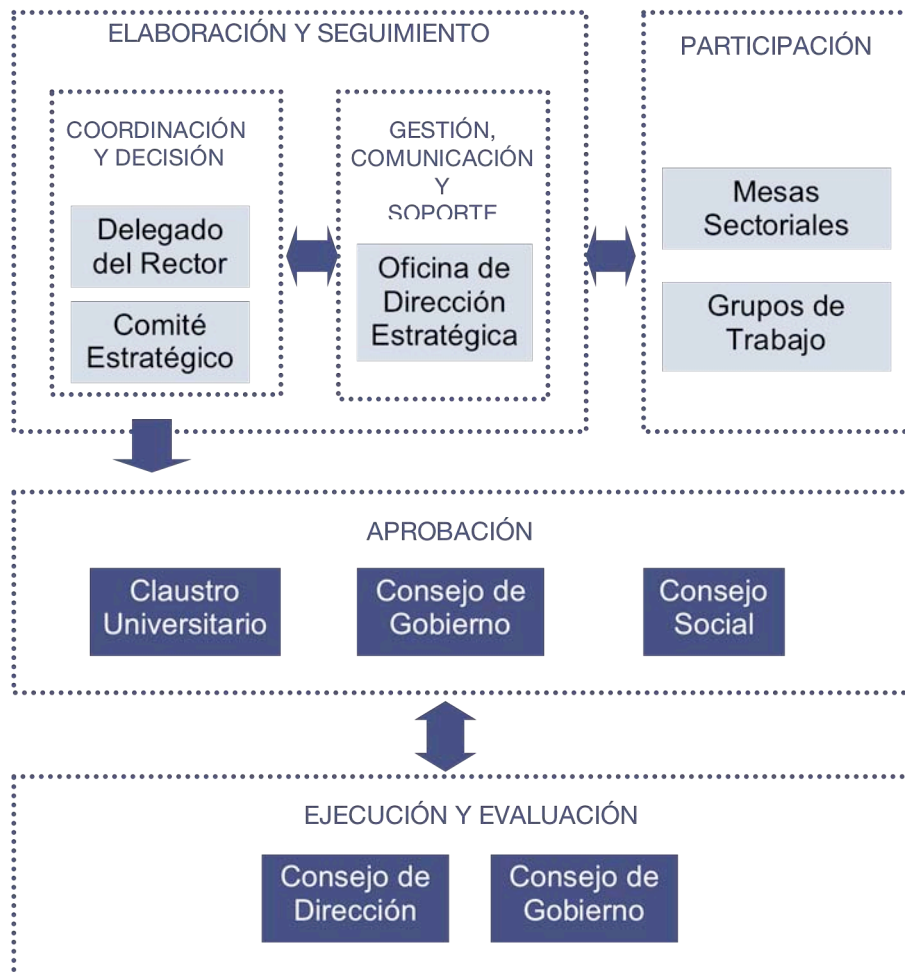 ELABORACIÓN Y SEGUIMIENTO
COORDINACIÓN
Y DECISIÓN
Delegado
del Rector
Comité
Estratégico
GESTIÓN,
COMUNICACIÓN
Y
SOPORTE
Oficina de
Dirección
Estratégica
PARTICIPACIÓN
Mesas
Sectoriales
Grupos de
Trabajo
APROBACIÓN
Claustro
Universitario
Consejo de
Gobierno
Consejo
Social
EJECUCIÓN Y EVALUACIÓN
Consejo de
Dirección
Consejo de
Gobierno